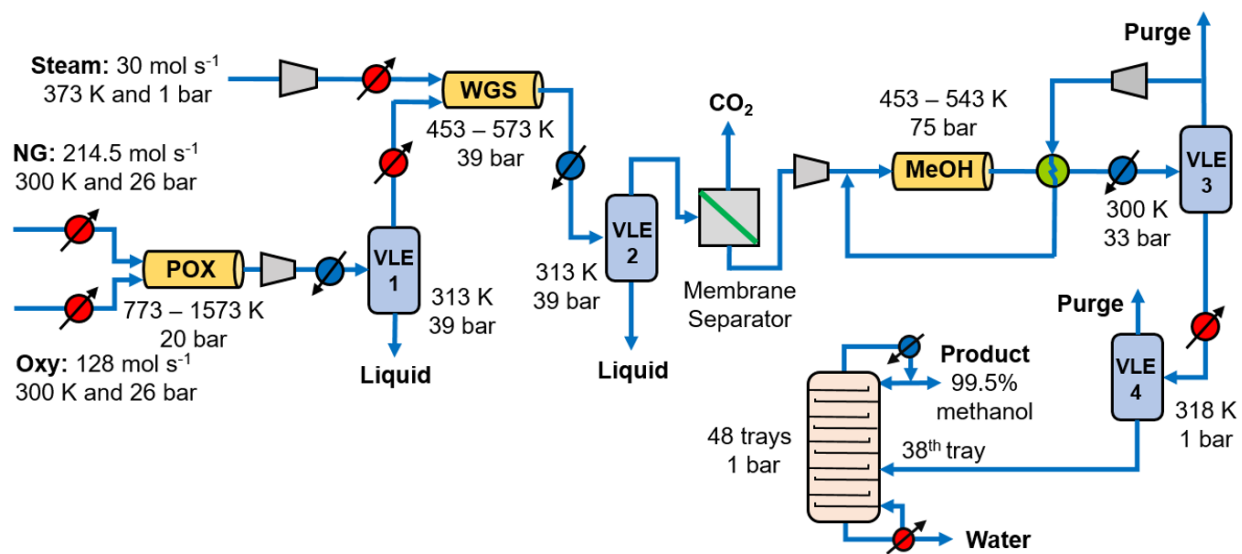 Steam: 30 mol s⁻¹
373 K and 1 bar
NG: 214.5 mol s⁻¹
300 K and 26 bar
POX
773 – 1573 K
20 bar
Oxy: 128 mol s⁻¹
300 K and 26 bar
VLE
1
313 K
39 bar
Liquid
WGS
453 – 573 K
39 bar
VLE
2
313 K
39 bar
Liquid
CO₂
Membrane
Separator
453 – 543 K
75 bar
MeOH
Purge
VLE
3
300 K
33 bar
Purge
VLE
4
318 K
1 bar
Product
99.5%
methanol
48 trays
1 bar
38th tray
Water